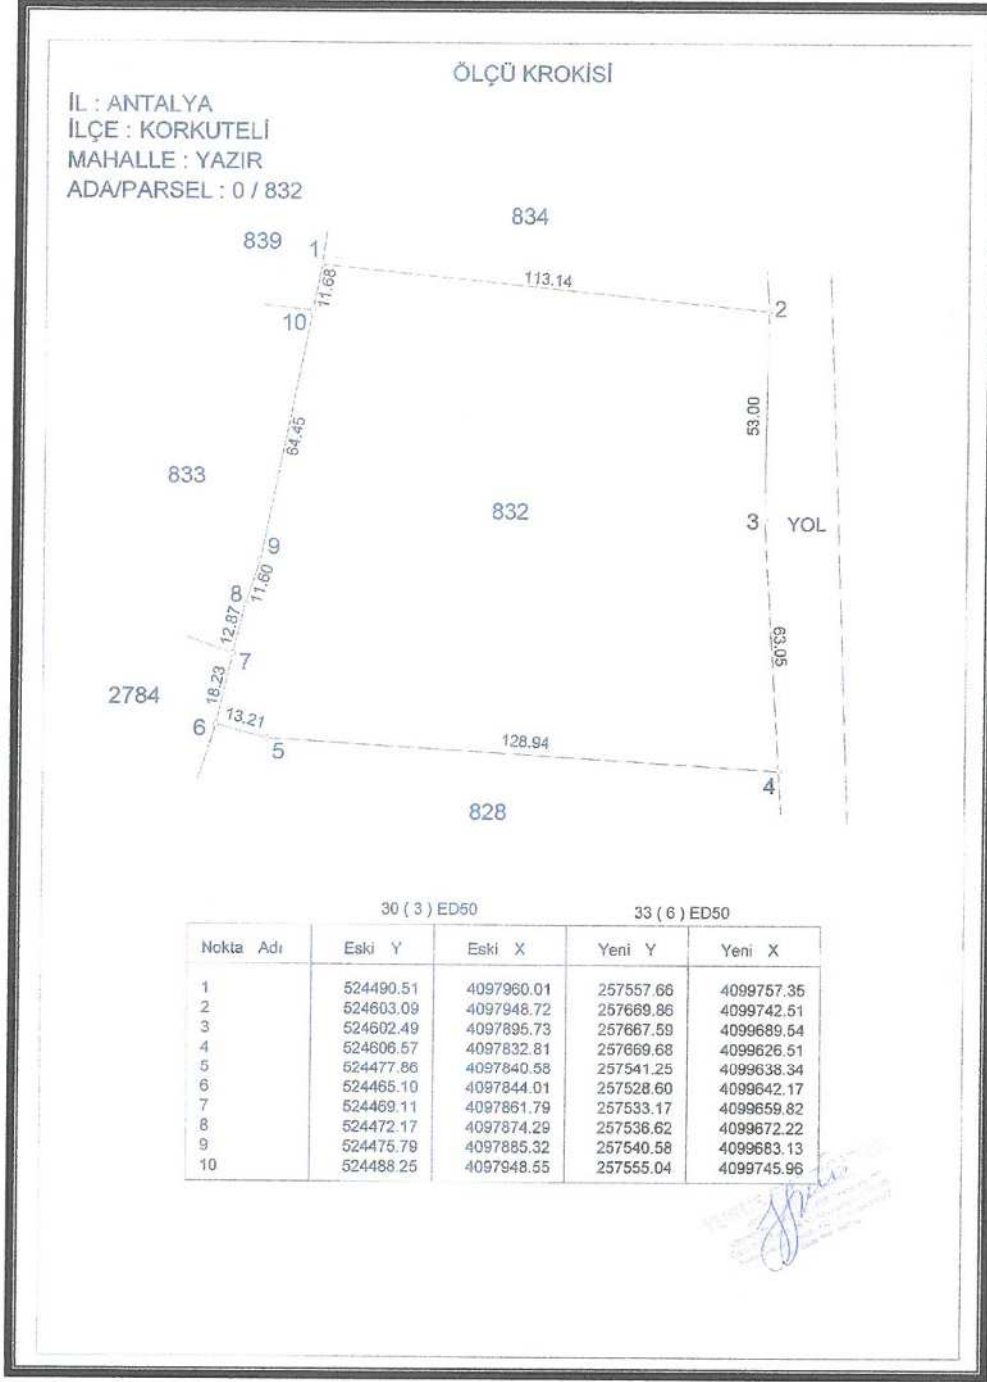 ÖLÇÜ KROKİSİ
İL : ANTALYA
İLÇE : KORKUTELİ
MAHALLE : YAZIR
ADA/PARSEL : 0 / 832
834
839
1
113.14
11.68
2
10
53.00
64.45
833
832
3 YOL
9
8
11.60
12.87
63.05
7
2784
18.23
6
13.21
5
128.94
4
828
30 ( 3 ) ED50 33 ( 6 ) ED50
Nokta Adı Eski Y Eski X Yeni Y Yeni X
1 524490.51 4097960.01 257557.66 4099757.35
2 524603.09 4097948.72 257669.86 4099742.51
3 524602.49 4097895.73 257667.59 4099689.54
4 524606.57 4097832.81 257669.68 4099626.51
5 524477.86 4097840.58 257541.25 4099638.34
6 524465.10 4097844.01 257528.60 4099642.17
7 524469.11 4097861.79 257533.17 4099659.82
8 524472.17 4097874.29 257536.62 4099672.22
9 524475.79 4097885.32 257540.58 4099683.13
10 524488.25 4097948.55 257555.04 4099745.96